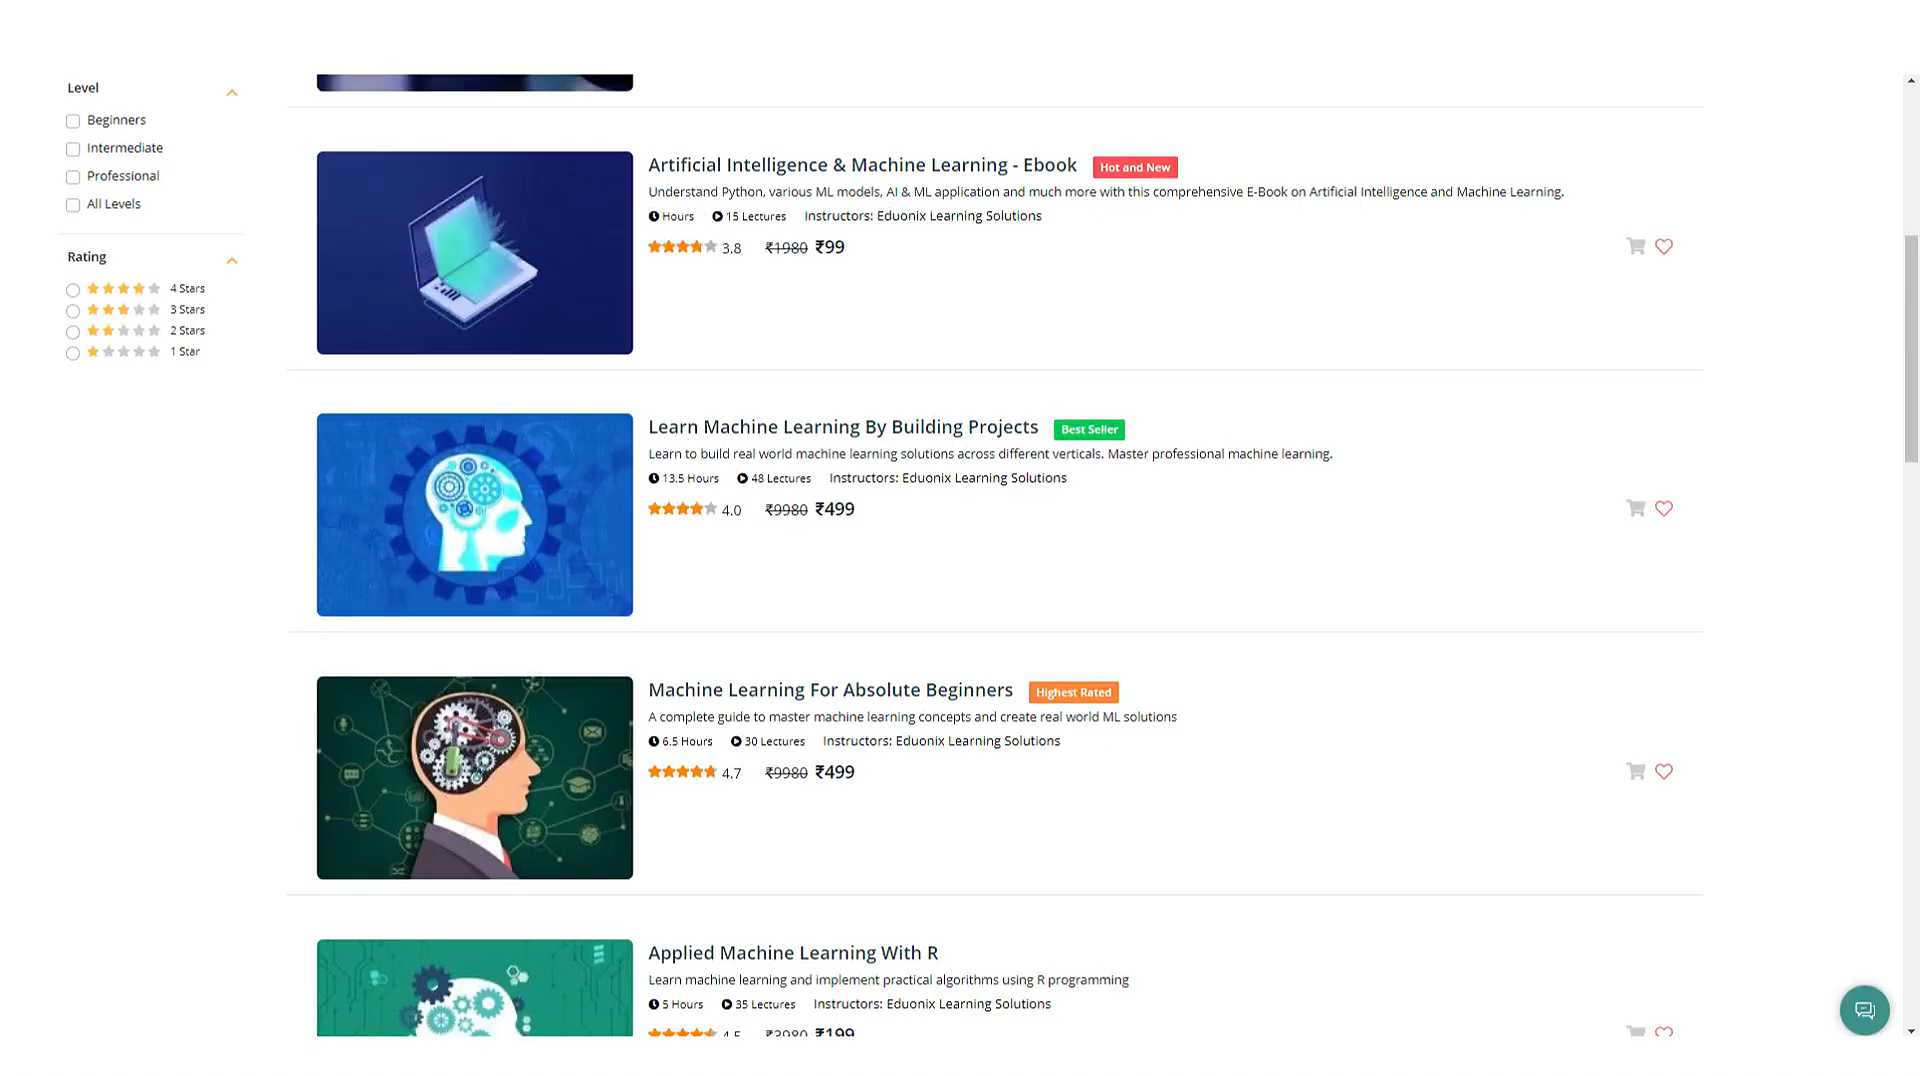 Level
Beginners
Intermediate
Professional
All Levels
Rating
4 Stars
3 Stars
2 Stars
1 Star
Artificial Intelligence & Machine Learning - Ebook Hot and New
Understand Python, various ML models, AI & ML application and much more with this comprehensive E-Book on Artificial Intelligence and Machine Learning.
Hours 15 Lectures Instructors: Eduonix Learning Solutions
3.8 ₹1980 ₹99
Learn Machine Learning By Building Projects Best Seller
Learn to build real world machine learning solutions across different verticals. Master professional machine learning.
13.5 Hours 48 Lectures Instructors: Eduonix Learning Solutions
4.0 ₹9980 ₹499
Machine Learning For Absolute Beginners Highest Rated
A complete guide to master machine learning concepts and create real world ML solutions
6.5 Hours 30 Lectures Instructors: Eduonix Learning Solutions
4.7 ₹9980 ₹499
Applied Machine Learning With R
Learn machine learning and implement practical algorithms using R programming
5 Hours 35 Lectures Instructors: Eduonix Learning Solutions
4.5 ₹3980 ₹199